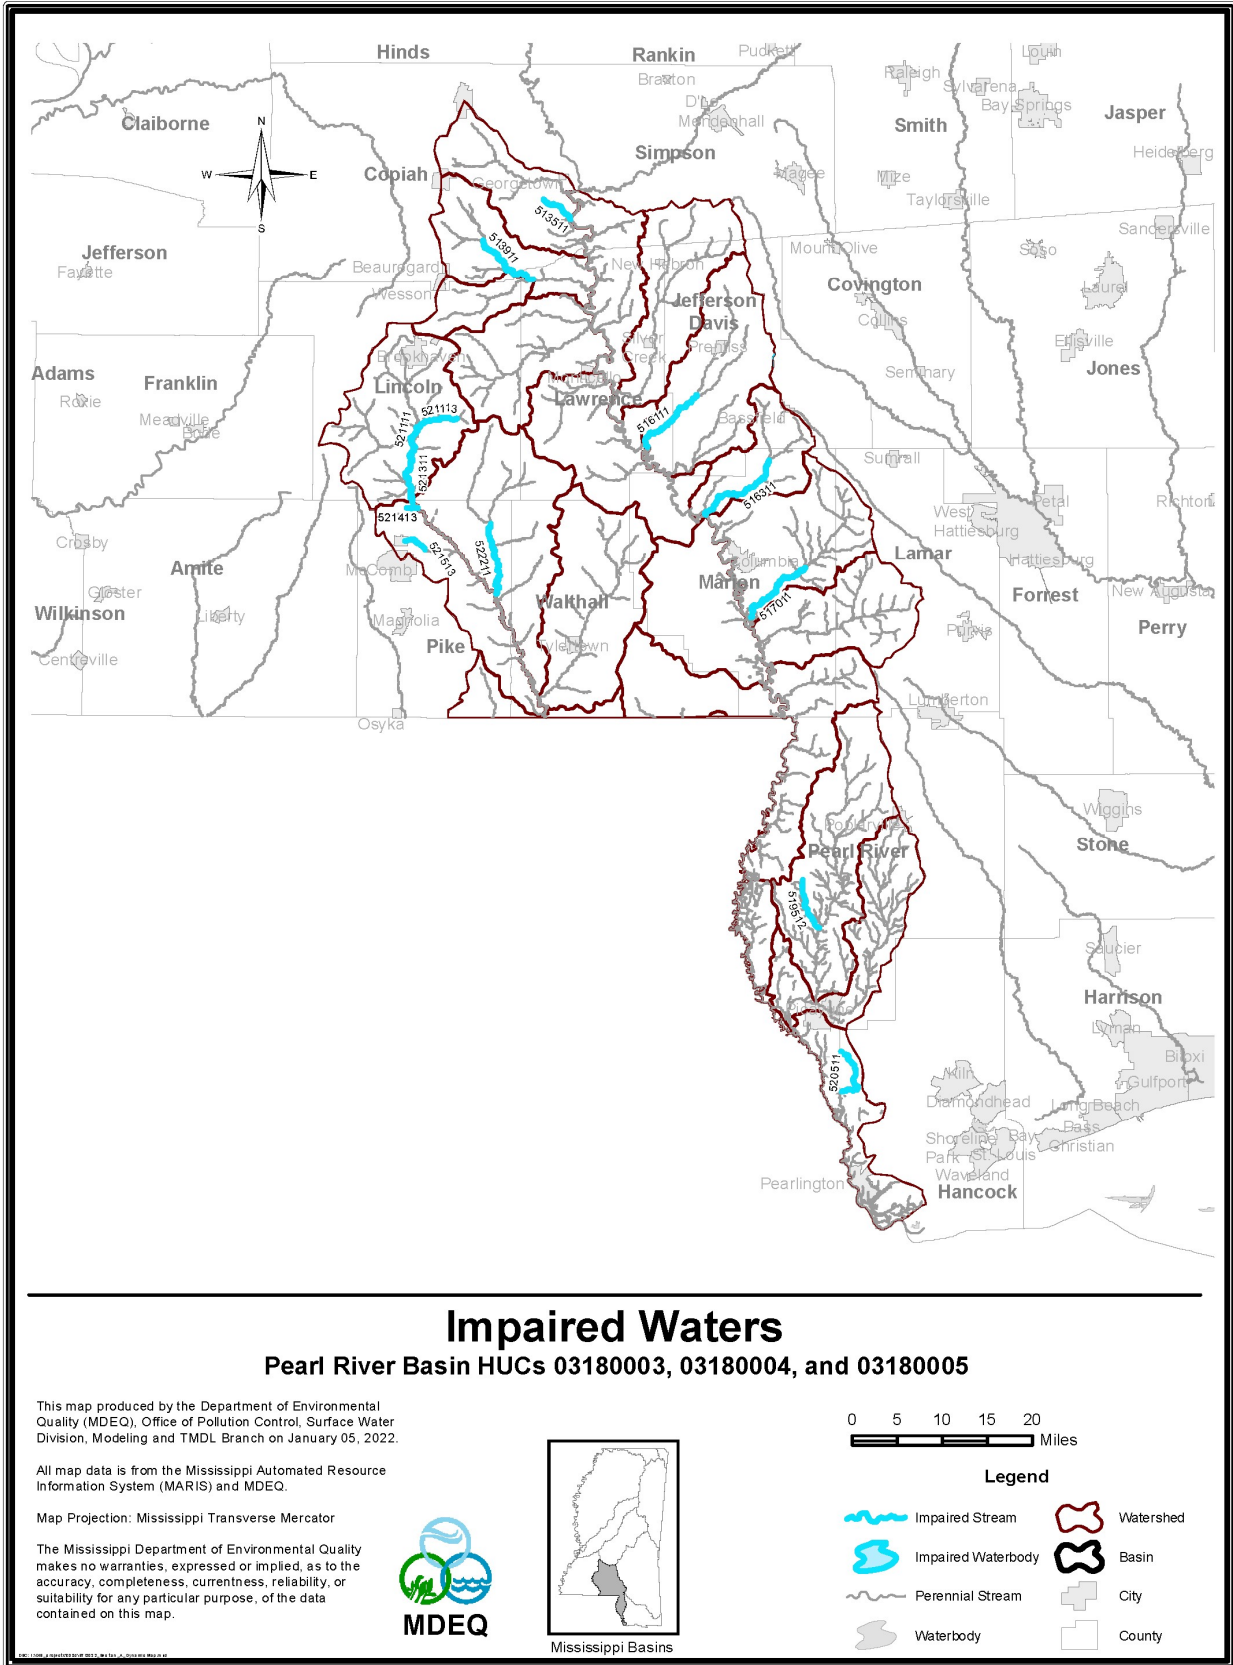 Hinds
Rankin
Puckett
Louin
Braxton
Raleigh
Sylvarena
Bay Springs
D'Lo
Mendenhall
Claiborne
Smith
Jasper
N
Simpson
Heidelberg
W
E
Copiah
Georgetown
Magee
Mize
Taylorsville
S
513511
Sandersville
Jefferson
513911
Mount Olive
Soso
Fayette
Beauregard
New Hebron
Covington
Laurel
Wesson
Jefferson
Davis
Collins
Silver
Creek
Prentiss
Ellisville
Brookhaven
Adams
Franklin
Lincoln
Monticello
Lawrence
Seminary
Jones
Roxie
Meadville
Bude
521113
521111
516111
Bassfield
Sumrall
521311
516311
Petal
Richton
West
Hattiesburg
521413
Crosby
522211
521513
Lamar
Hattiesburg
Amite
McComb
Columbia
Marion
Gloster
517011
Forrest
New Augusta
Wilkinson
Liberty
Magnolia
Walthall
Perry
Purvis
Centreville
Pike
Tylertown
Lumberton
Osyka
Wiggins
Poplarville
Pearl River
Stone
519512
Saucier
Picayune
Harrison
Lyman
Biloxi
520511
Kiln
Gulfport
Diamondhead
Long Beach
Shoreline
Park
Bay
St. Louis
Bass
Christian
Waveland
Pearlington
Hancock
Impaired Waters
Pearl River Basin HUCs 03180003, 03180004, and 03180005
This map produced by the Department of Environmental
Quality (MDEQ), Office of Pollution Control, Surface Water
Division, Modeling and TMDL Branch on January 05, 2022.
All map data is from the Mississippi Automated Resource
Information System (MARIS) and MDEQ.
Map Projection: Mississippi Transverse Mercator
The Mississippi Department of Environmental Quality
makes no warranties, expressed or implied, as to the
accuracy, completeness, currentness, reliability, or
suitability for any particular purpose, of the data
contained on this map.
MDEQ
Mississippi Basins
0 5 10 15 20
Miles
Legend
Impaired Stream
Watershed
Impaired Waterbody
Basin
Perennial Stream
City
Waterbody
County